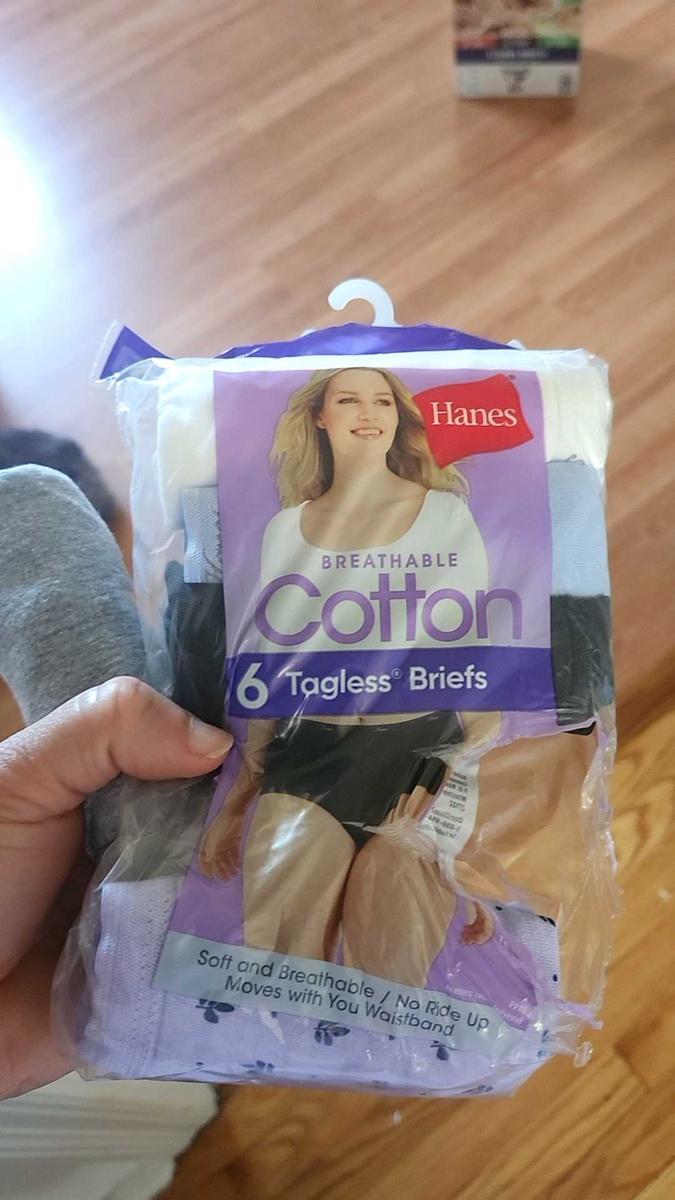 Hanes
BREATHABLE
Cotton
6 Tagless® Briefs
Soft and Breathable / No Ride Up
Moves with You Waistband